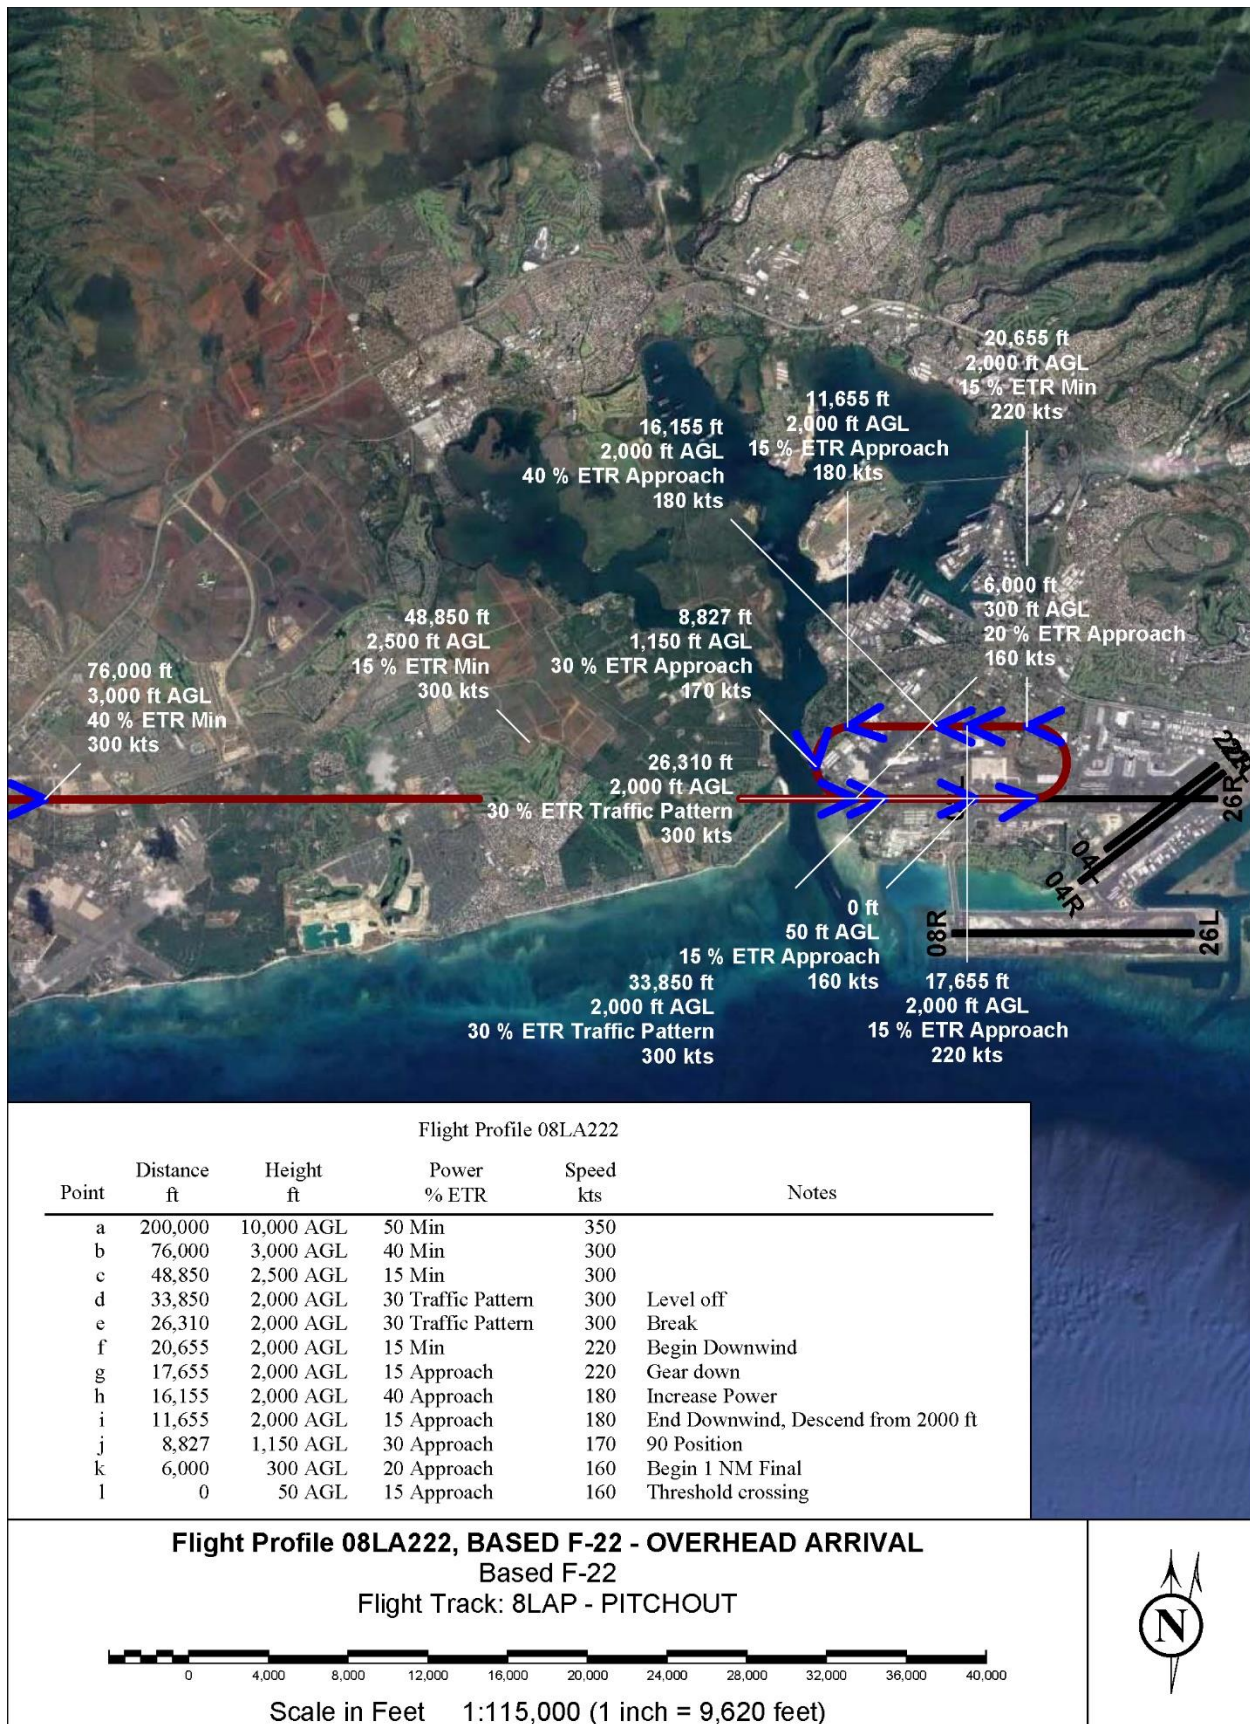 20,655 ft
2,000 ft AGL
15 % ETR Min
220 kts
11,655 ft
2,000 ft AGL
15 % ETR Approach
180 kts
16,155 ft
2,000 ft AGL
40 % ETR Approach
180 kts
6,000 ft
300 ft AGL
20 % ETR Approach
160 kts
48,850 ft
2,500 ft AGL
15 % ETR Min
300 kts
8,827 ft
1,150 ft AGL
30 % ETR Approach
170 kts
76,000 ft
3,000 ft AGL
40 % ETR Min
300 kts
26,310 ft
2,000 ft AGL
30 % ETR Traffic Pattern
300 kts
26R
04L
04R
08R
26L
0 ft
50 ft AGL
15 % ETR Approach
160 kts
33,850 ft
2,000 ft AGL
30 % ETR Traffic Pattern
300 kts
17,655 ft
2,000 ft AGL
15 % ETR Approach
220 kts
Flight Profile 08LA222
Point Distance ft Height ft Power % ETR Speed kts Notes
a 200,000 10,000 AGL 50 Min 350
b 76,000 3,000 AGL 40 Min 300
c 48,850 2,500 AGL 15 Min 300
d 33,850 2,000 AGL 30 Traffic Pattern 300 Level off
e 26,310 2,000 AGL 30 Traffic Pattern 300 Break
f 20,655 2,000 AGL 15 Min 220 Begin Downwind
g 17,655 2,000 AGL 15 Approach 220 Gear down
h 16,155 2,000 AGL 40 Approach 180 Increase Power
i 11,655 2,000 AGL 15 Approach 180 End Downwind, Descend from 2000 ft
j 8,827 1,150 AGL 30 Approach 170 90 Position
k 6,000 300 AGL 20 Approach 160 Begin 1 NM Final
l 0 50 AGL 15 Approach 160 Threshold crossing
Flight Profile 08LA222, BASED F-22 - OVERHEAD ARRIVAL
Based F-22
Flight Track: 8LAP - PITCHOUT
N
0 4,000 8,000 12,000 16,000 20,000 24,000 28,000 32,000 36,000 40,000
Scale in Feet 1:115,000 (1 inch = 9,620 feet)